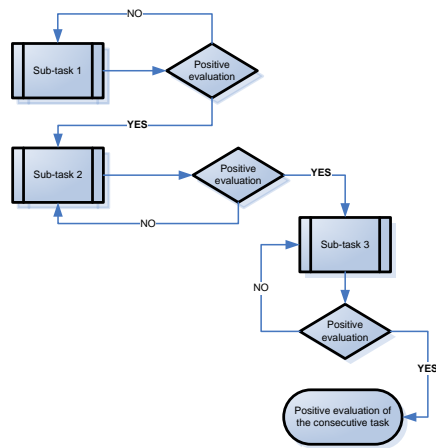 NO
Sub-task 1
Positive
evaluation
YES
Sub-task 2
Positive
evaluation
YES
NO
Sub-task 3
NO
Positive
evaluation
YES
Positive evaluation of
the consecutive task